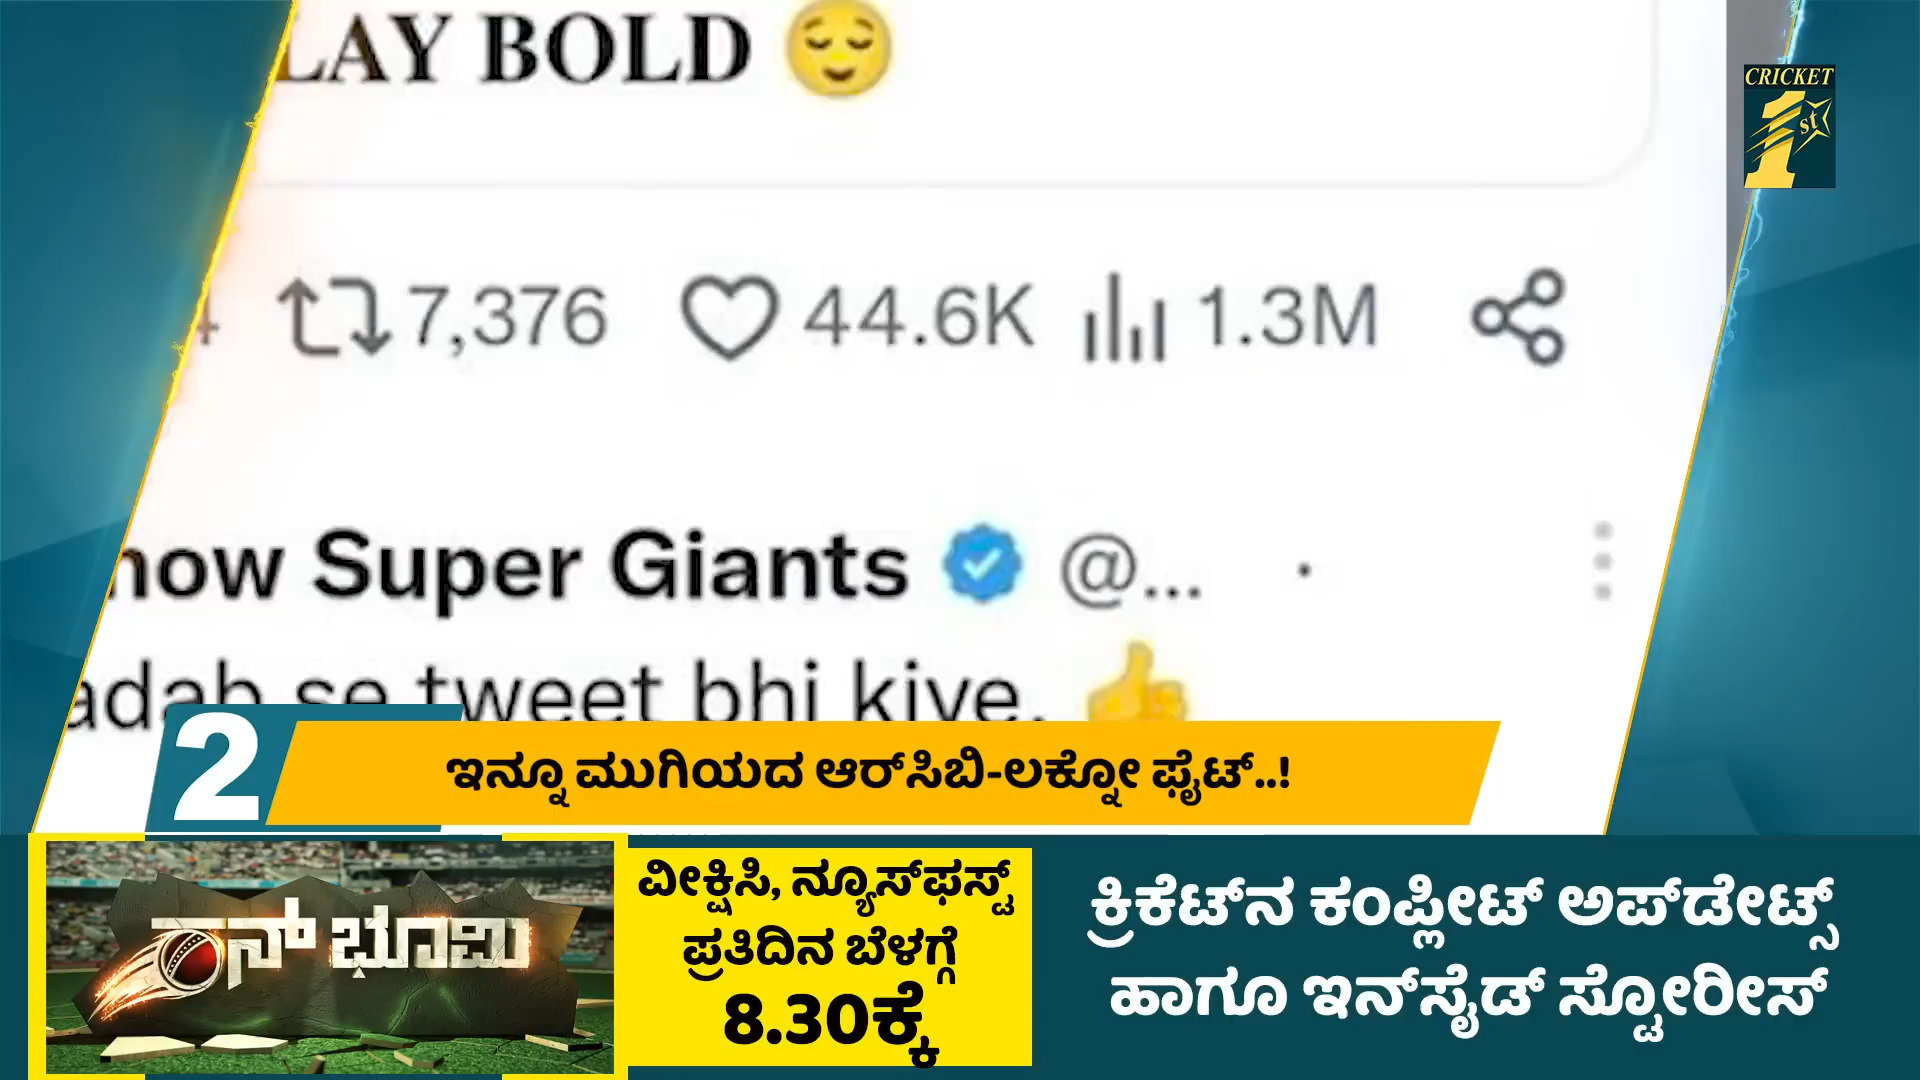 LAY BOLD 😌
CRICKET
1st
7,376 44.6K 1.3M
now Super Giants @... ·
adab se tweet bhi kiye. 👍
2
ಇನ್ನೂ ಮುಗಿಯದ ಆರ್‌ಸಿಬಿ-ಲಕ್ನೋ ಫೈಟ್..!
ರನ್ ಭೂಮಿ
ವೀಕ್ಷಿಸಿ, ನ್ಯೂಸ್‌ಫಸ್ಟ್
ಪ್ರತಿದಿನ ಬೆಳಗ್ಗೆ
8.30ಕ್ಕೆ
ಕ್ರಿಕೆಟ್‌ನ ಕಂಪ್ಲೀಟ್ ಅಪ್‌ಡೇಟ್ಸ್
ಹಾಗೂ ಇನ್‌ಸೈಡ್ ಸ್ಟೋರೀಸ್